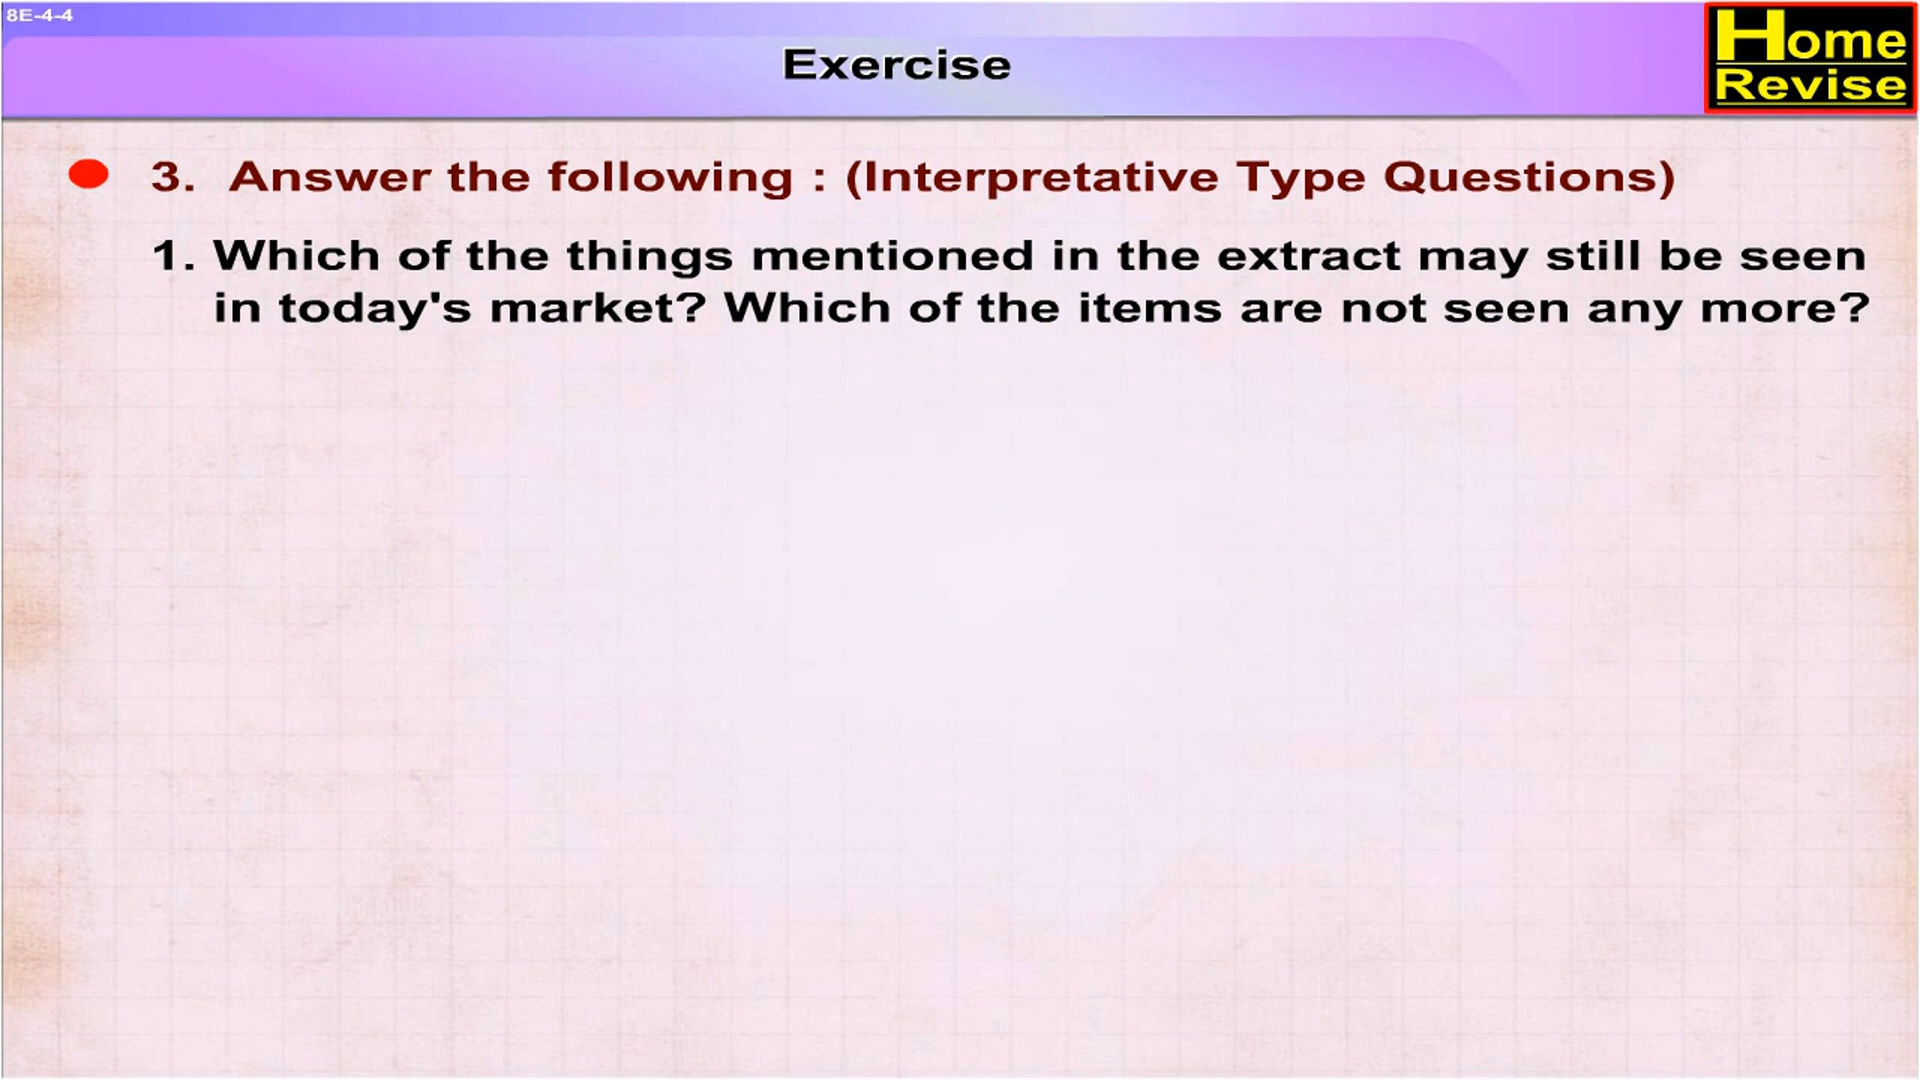 8E-4-4
Exercise
Home
Revise
3. Answer the following : (Interpretative Type Questions)
1. Which of the things mentioned in the extract may still be seen
in today's market? Which of the items are not seen any more?